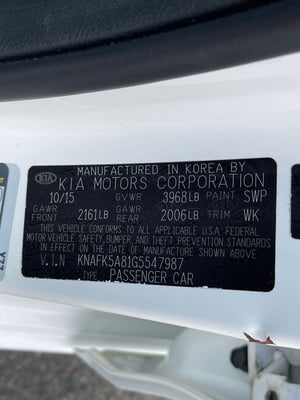 MANUFACTURED IN KOREA BY
KIA KIA MOTORS CORPORATION
10/15 GVWR 3968LB PAINT SWP
GAWR GAWR
FRONT 2161LB REAR 2006LB TRIM WK
THIS VEHICLE CONFORMS TO ALL APPLICABLE U.S.A. FEDERAL
MOTOR VEHICLE SAFETY, BUMPER, AND THEFT PREVENTION STANDARDS
IN EFFECT ON THE DATE OF MANUFACTURE SHOWN ABOVE
V.I.N KNAFK5A81G5547987
TYPE: PASSENGER CAR